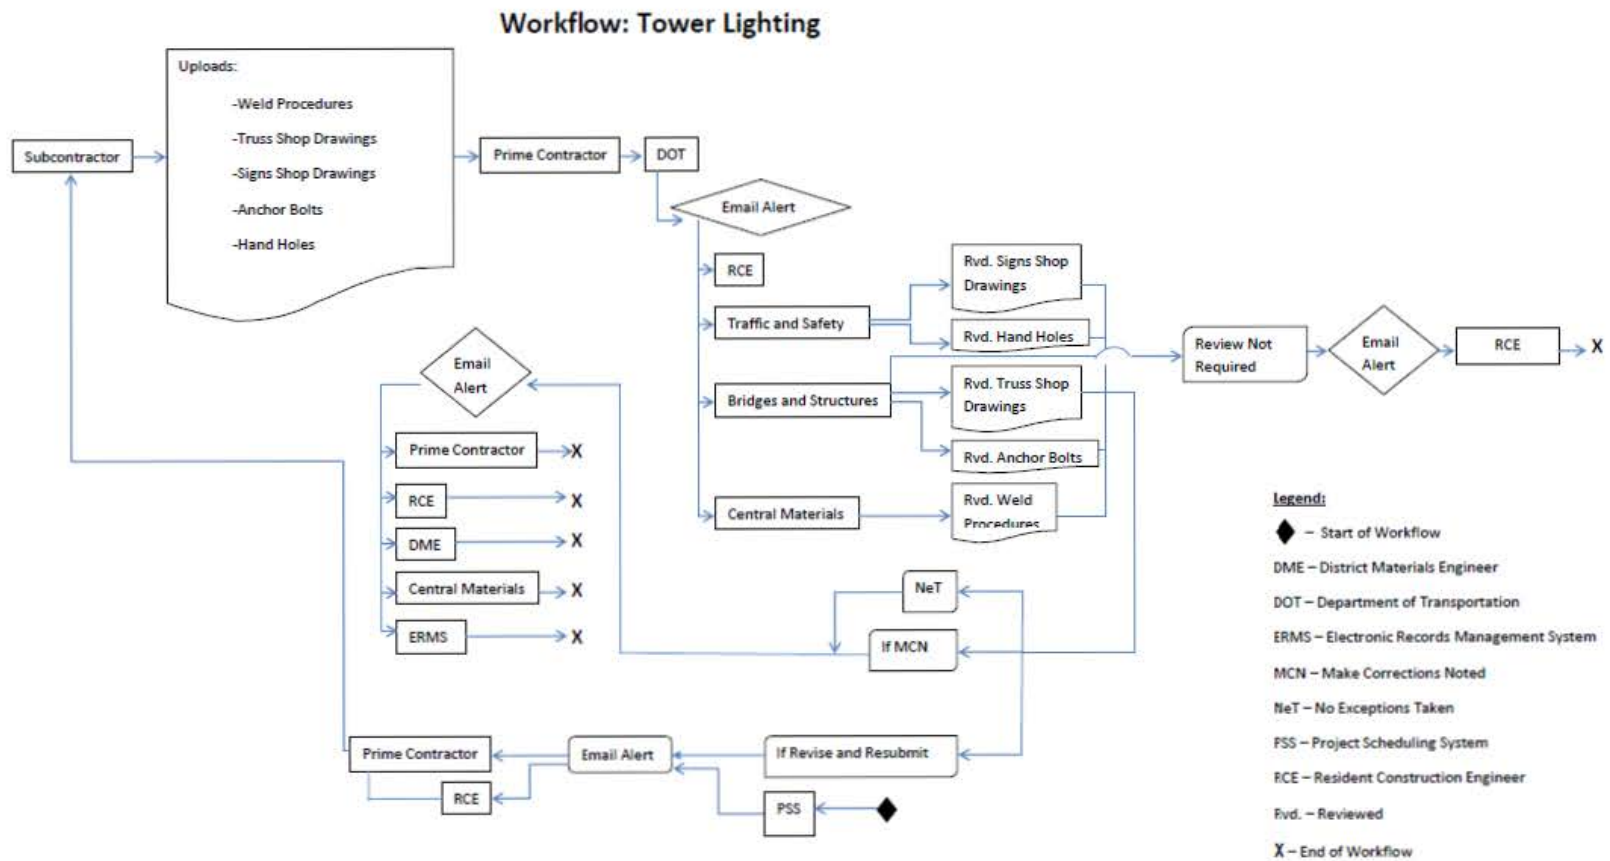 Workflow: Tower Lighting
Uploads:
-Weld Procedures
-Truss Shop Drawings
-Signs Shop Drawings
-Anchor Bolts
-Hand Holes
Subcontractor
Prime Contractor
DOT
Email Alert
RCE
Traffic and Safety
Bridges and Structures
Central Materials
Rvd. Signs Shop
Drawings
Rvd. Hand Holes
Rvd. Truss Shop
Drawings
Rvd. Anchor Bolts
Rvd. Weld
Procedures
Review Not
Required
Email
Alert
RCE
X
Email
Alert
Prime Contractor
X
RCE
X
DME
X
Central Materials
X
ERMS
X
NeT
If MCN
If Revise and Resubmit
Email Alert
Prime Contractor
RCE
PSS
Legend:
– Start of Workflow
DME – District Materials Engineer
DOT – Department of Transportation
ERMS – Electronic Records Management System
MCN – Make Corrections Noted
NeT – No Exceptions Taken
PSS – Project Scheduling System
RCE – Resident Construction Engineer
Rvd. – Reviewed
X – End of Workflow